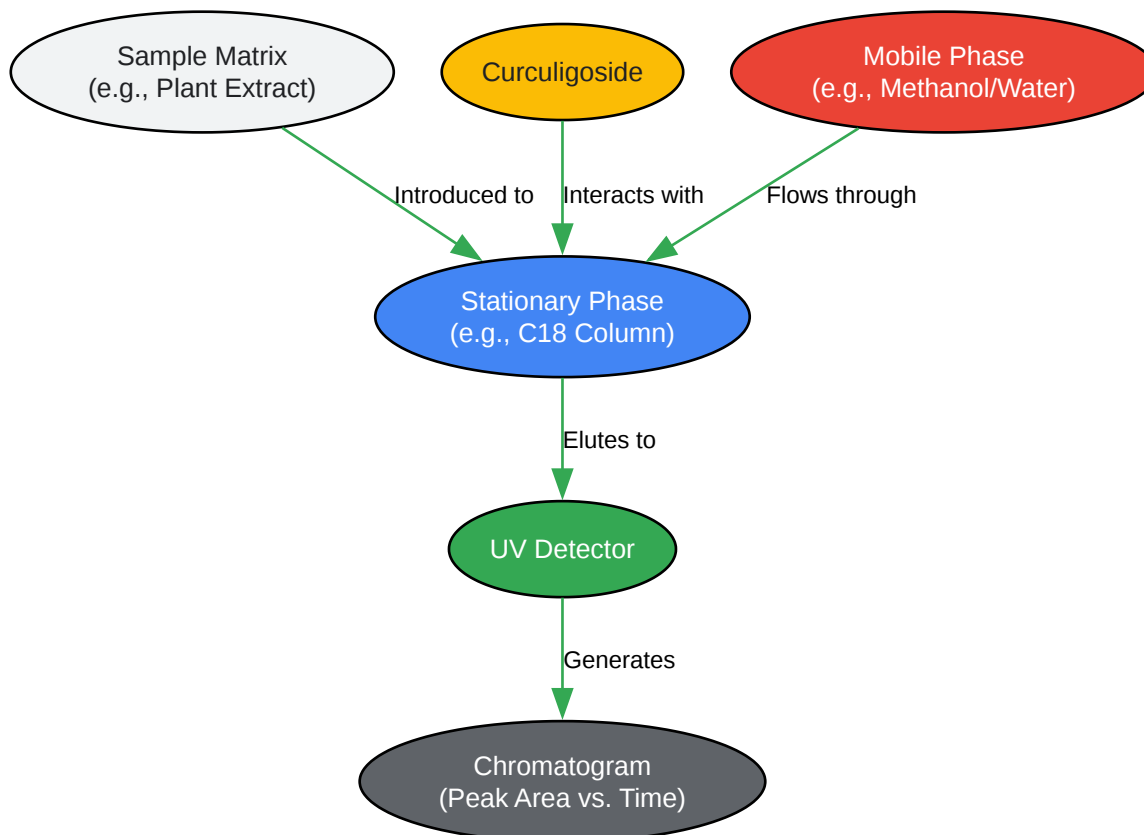 Sample Matrix
(e.g., Plant Extract)
Curculigoside
Mobile Phase
(e.g., Methanol/Water)
Introduced to
Interacts with
Flows through
Stationary Phase
(e.g., C18 Column)
Elutes to
UV Detector
Generates
Chromatogram
(Peak Area vs. Time)